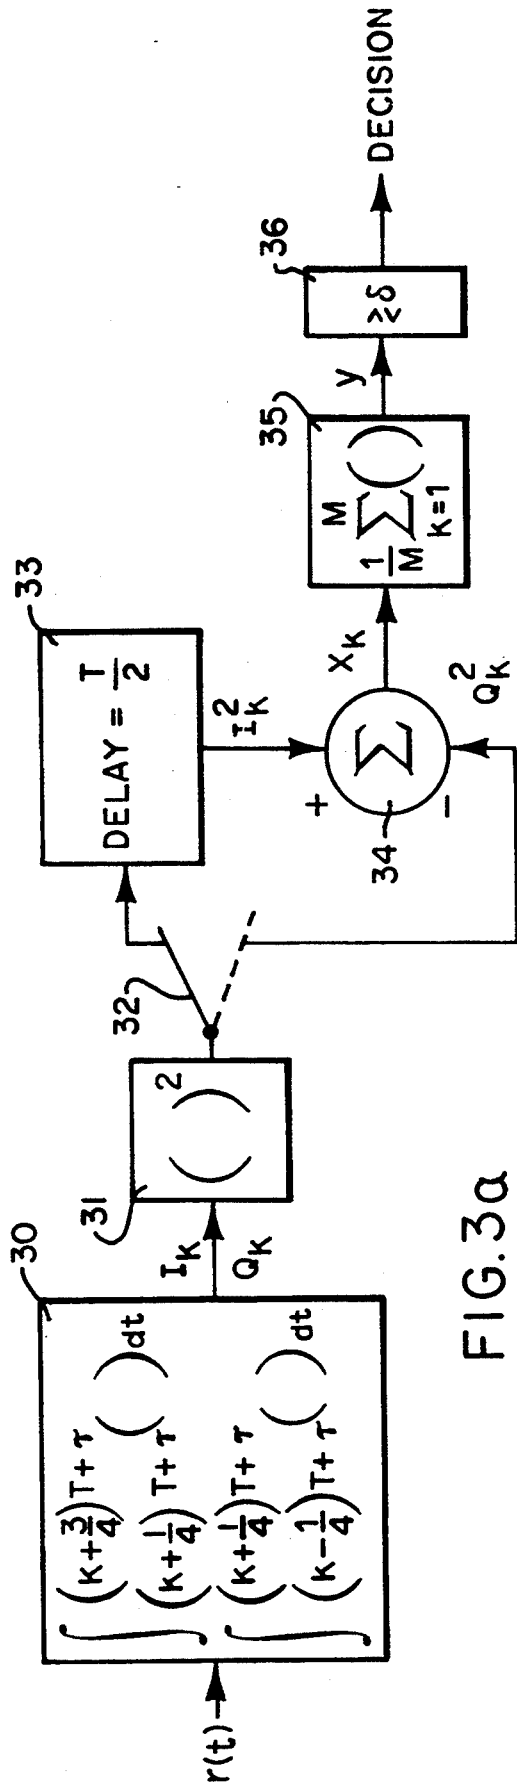 r(t)
30
∫ (k+3/4)T+τ (k+1/4)T+τ ( ) dt
∫ (k+1/4)T+τ (k-1/4)T+τ ( ) dt
I_k
Q_k
31
( )^2
32
33
DELAY = T/2
I_k^2
+
Σ
-
34
Q_k^2
X_k
35
1/M Σ ( )
M
k=1
y
36
≥δ
DECISION
FIG. 3a